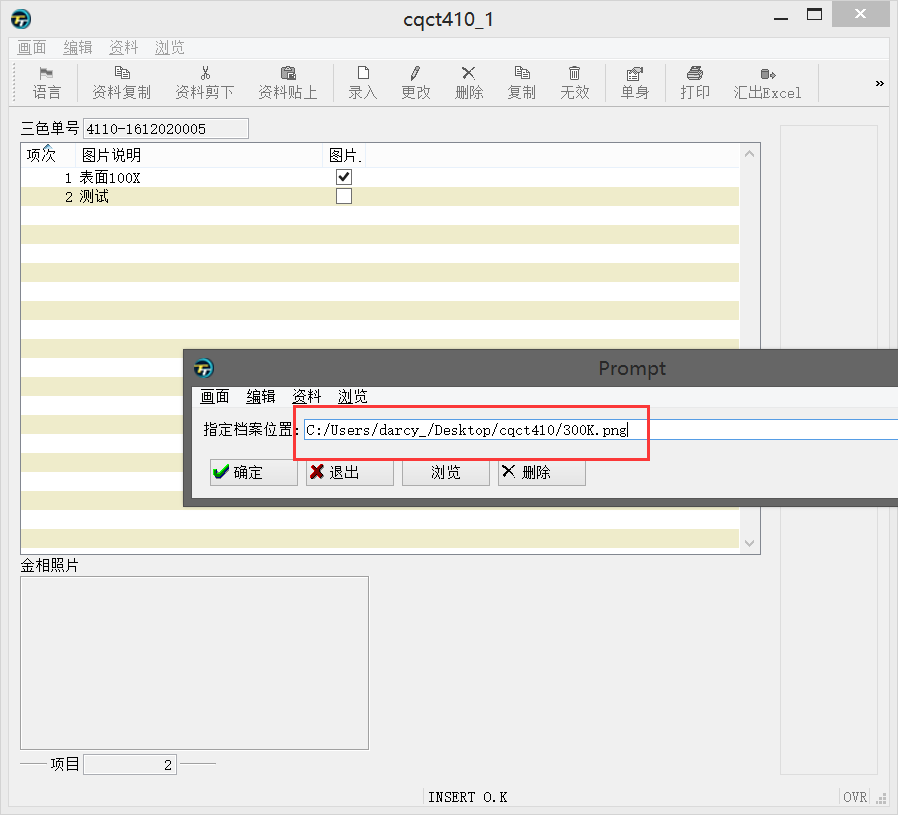 cqct410_1
画面 编辑 资料 浏览
语言 资料复制 资料剪下 资料贴上 录入 更改 删除 复制 无效 单身 打印 汇出Excel »
三色单号 4110-1612020005
项次 图片说明 图片.
1 表面100X
2 测试
Prompt
画面 编辑 资料 浏览
指定档案位置: C:/Users/darcy_/Desktop/cqct410/300K.png
确定 退出 浏览 删除
金相照片
项目 2
INSERT O.K OVR